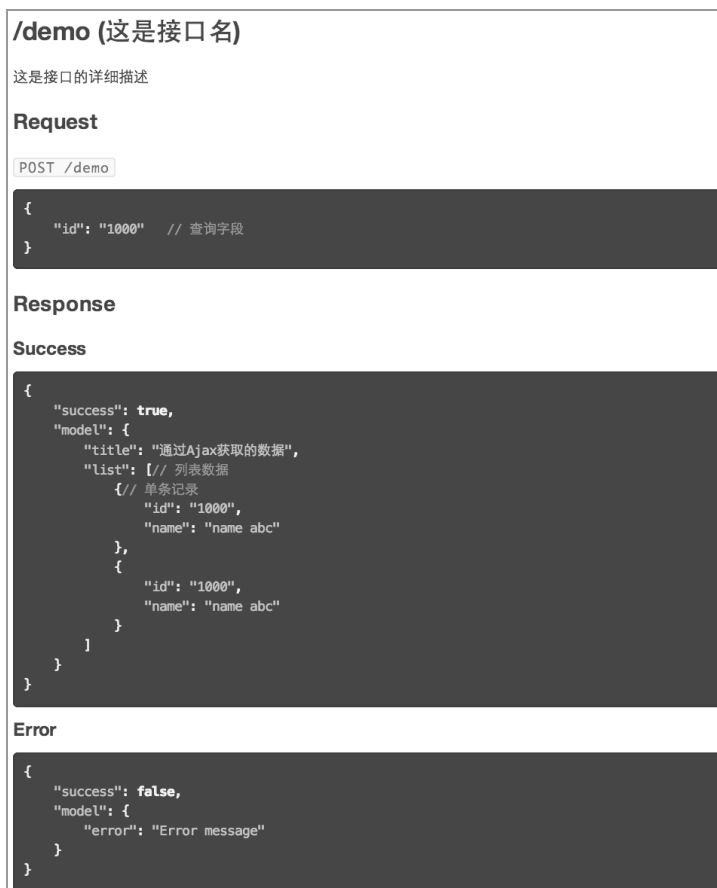 /demo (这是接口名)
这是接口的详细描述
Request
POST /demo
{
    "id": "1000"   // 查询字段
}
Response
Success
{
    "success": true,
    "model": {
        "title": "通过Ajax获取的数据",
        "list": [// 列表数据
            {// 单条记录
                "id": "1000",
                "name": "name abc"
            },
            {
                "id": "1000",
                "name": "name abc"
            }
        ]
    }
}
Error
{
    "success": false,
    "model": {
        "error": "Error message"
    }
}